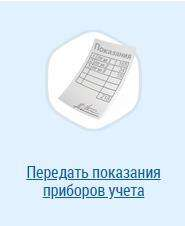 Показания
Передать показания
приборов учета